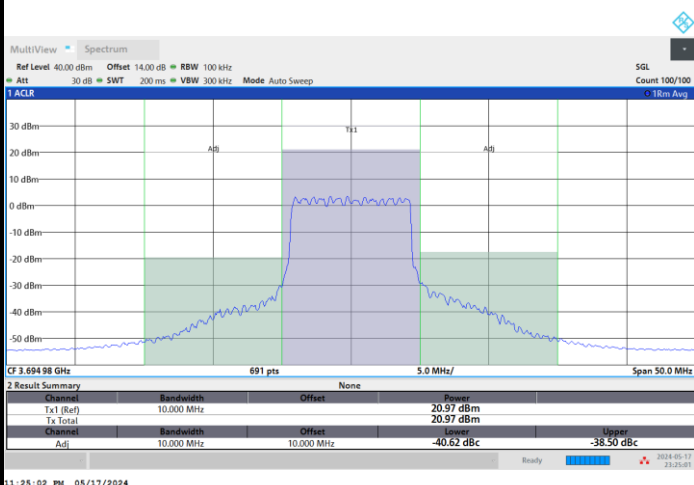 MultiView Spectrum
Ref Level 40.00 dBm Offset 14.00 dB RBW 100 kHz SGL
Att 30 dB SWT 200 ms VBW 300 kHz Mode Auto Sweep Count 100/100
1 ACLR 1Rm Avg
30 dBm
Tx1
20 dBm
Adj Adj
10 dBm
0 dBm
-10 dBm
-20 dBm
-30 dBm
-40 dBm
-50 dBm
CF 3.694 98 GHz 691 pts 5.0 MHz/ Span 50.0 MHz
2 Result Summary None
Channel Bandwidth Offset Power
Tx1 (Ref) 10.000 MHz 20.97 dBm
Tx Total 20.97 dBm
Channel Bandwidth Offset Lower Upper
Adj 10.000 MHz 10.000 MHz -40.62 dBc -38.50 dBc
Ready 2024-05-17
23:25:01
11:25:02 PM 05/17/2024